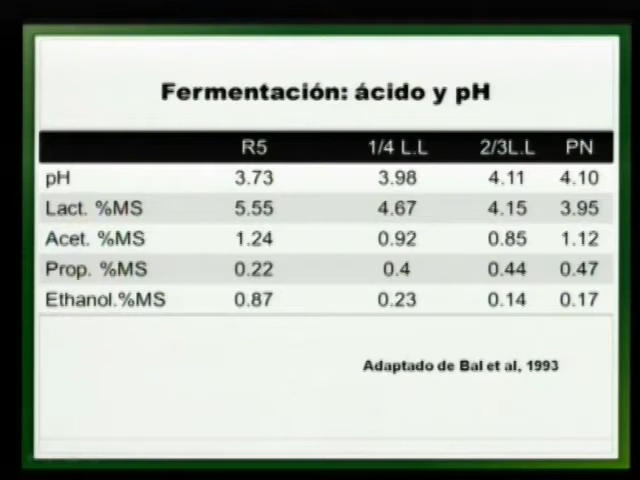 Fermentación: ácido y pH
R5 1/4 L.L 2/3L.L PN
pH 3.73 3.98 4.11 4.10
Lact. %MS 5.55 4.67 4.15 3.95
Acet. %MS 1.24 0.92 0.85 1.12
Prop. %MS 0.22 0.4 0.44 0.47
Ethanol.%MS 0.87 0.23 0.14 0.17
Adaptado de Bal et al, 1993